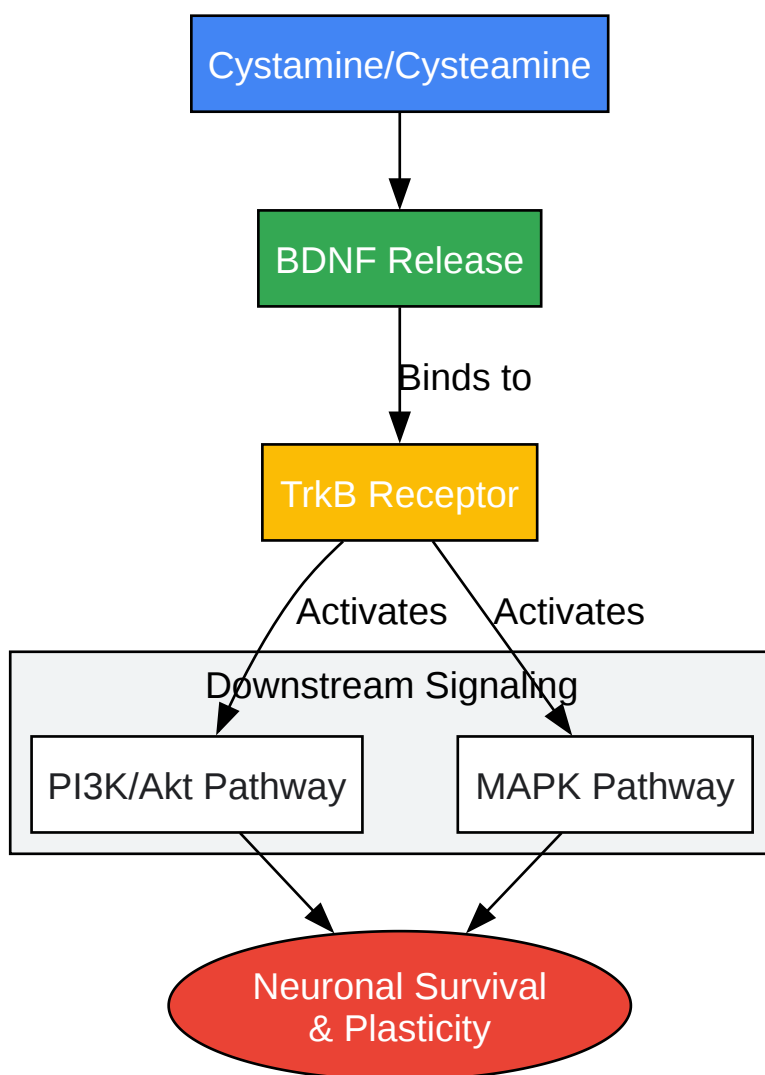 Cystamine/Cysteamine
BDNF Release
Binds to
TrkB Receptor
Activates
Activates
Downstream Signaling
PI3K/Akt Pathway
MAPK Pathway
Neuronal Survival
& Plasticity